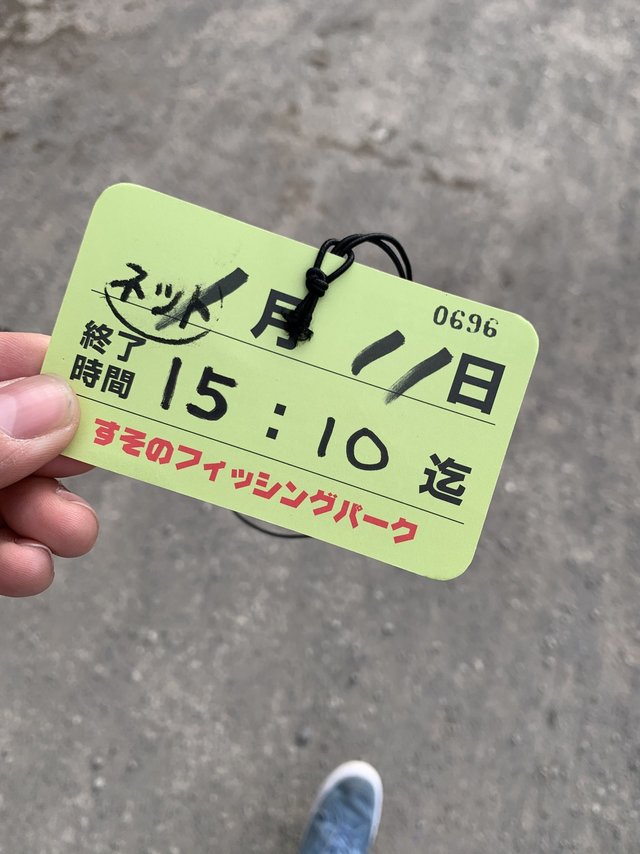 0696
ネット 1月11日
終了時間 15:10 迄
すそのフィッシングパーク